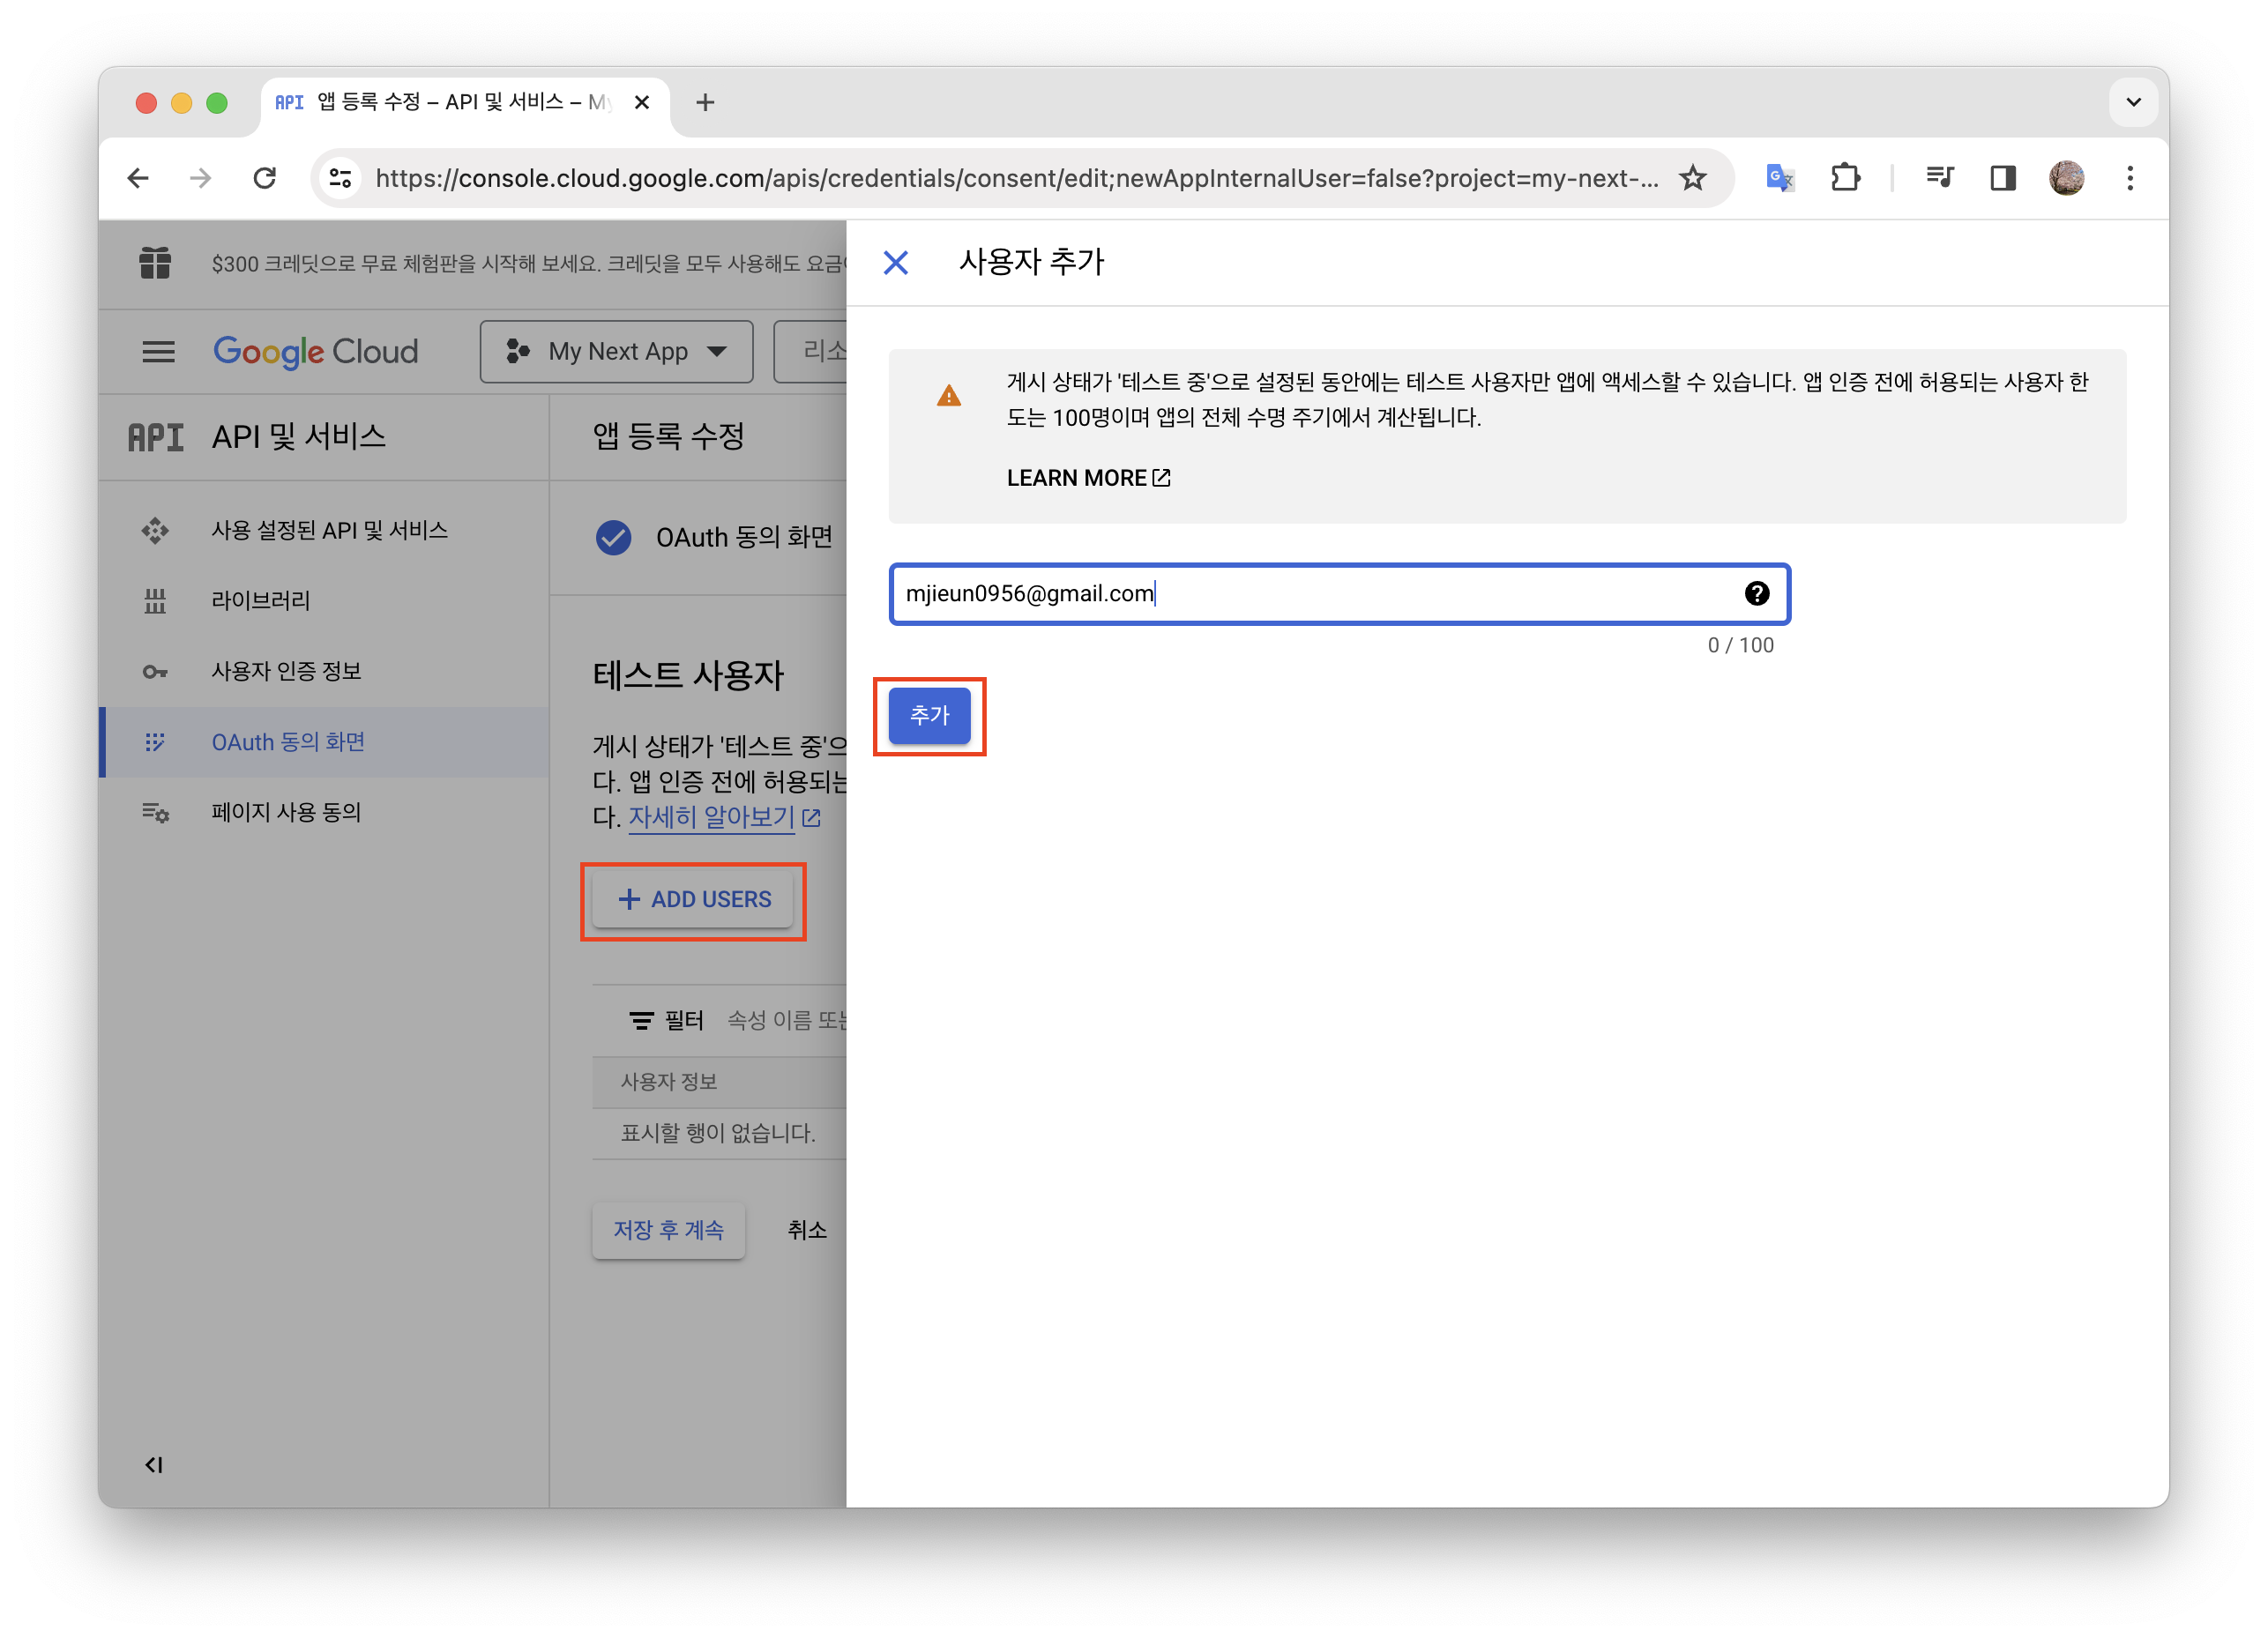 API 앱 등록 수정 – API 및 서비스 – My
https://console.cloud.google.com/apis/credentials/consent/edit;newAppInternalUser=false?project=my-next-...
$300 크레딧으로 무료 체험판을 시작해 보세요. 크레딧을 모두 사용해도 요금이
Google Cloud
My Next App
리소
API API 및 서비스
사용 설정된 API 및 서비스
라이브러리
사용자 인증 정보
OAuth 동의 화면
페이지 사용 동의
앱 등록 수정
OAuth 동의 화면
테스트 사용자
게시 상태가 '테스트 중'으
다. 앱 인증 전에 허용되는
다. 자세히 알아보기
+ ADD USERS
필터 속성 이름 또는
사용자 정보
표시할 행이 없습니다.
저장 후 계속 취소
사용자 추가
게시 상태가 '테스트 중'으로 설정된 동안에는 테스트 사용자만 앱에 액세스할 수 있습니다. 앱 인증 전에 허용되는 사용자 한
도는 100명이며 앱의 전체 수명 주기에서 계산됩니다.
LEARN MORE
mjieun0956@gmail.com
0 / 100
추가